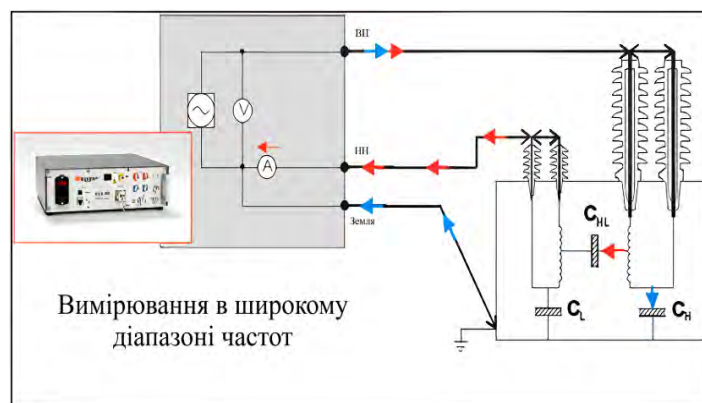 ВН
V
НН
A
Земля
C_HL
C_L
C_H
Вимірювання в широкому
діапазоні частот